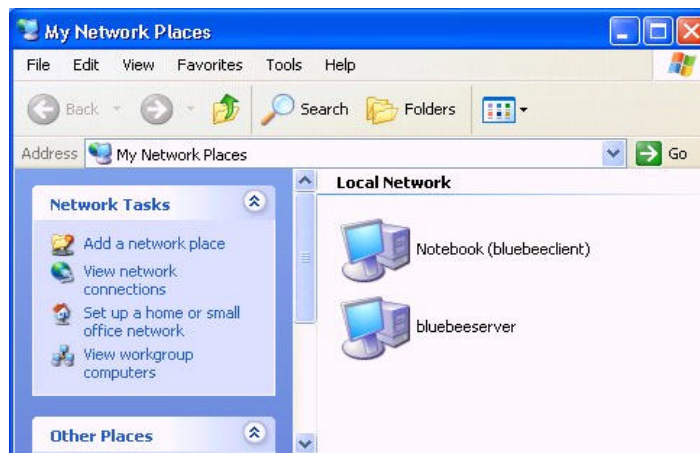 My Network Places
File Edit View Favorites Tools Help
Back Search Folders
Address My Network Places Go
Network Tasks
Add a network place
View network
connections
Set up a home or small
office network
View workgroup
computers
Other Places
Local Network
Notebook (bluebeeclient)
bluebeeserver